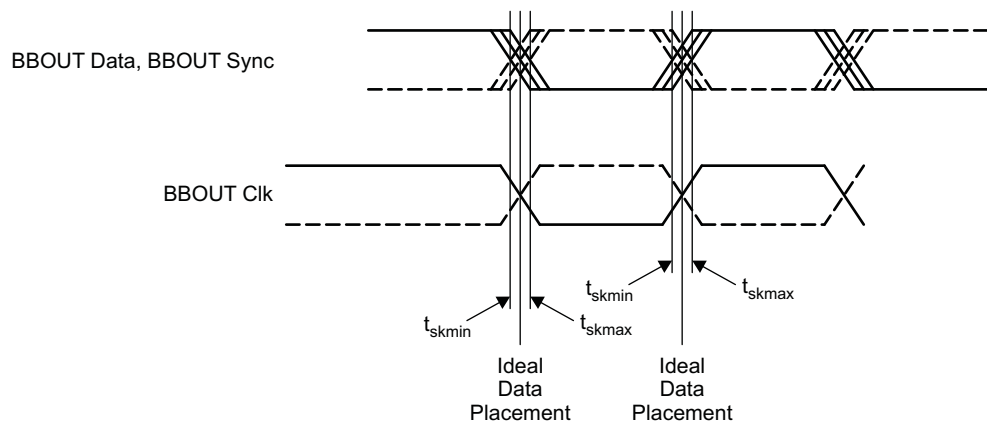 BBOUT Data, BBOUT Sync
BBOUT Clk
tskmin
tskmax
tskmin
tskmax
Ideal
Data
Placement
Ideal
Data
Placement